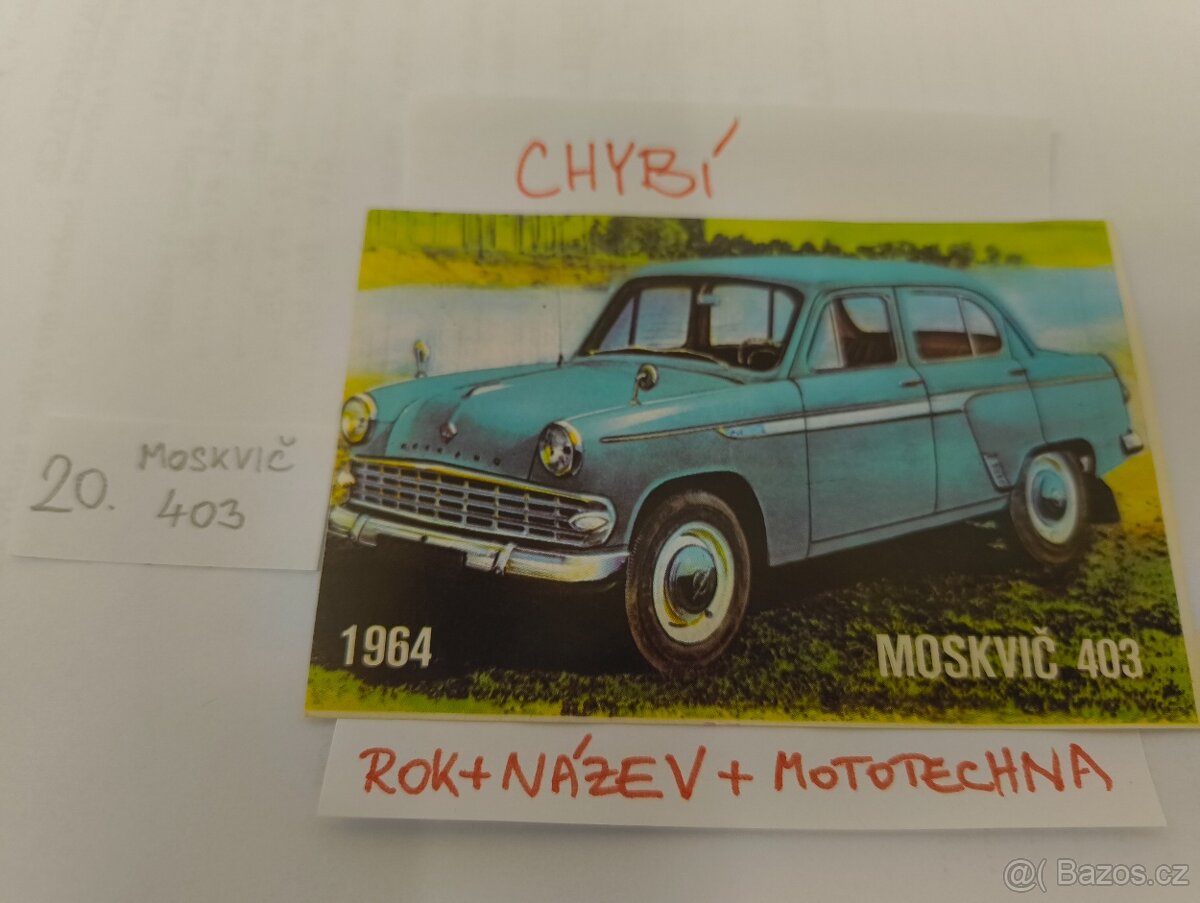 CHYBÍ
20. MOSKVIČ
403
1964
MOSKVIČ 403
ROK+NÁZEV+MOTOTECHNA
@( Bazos.cz